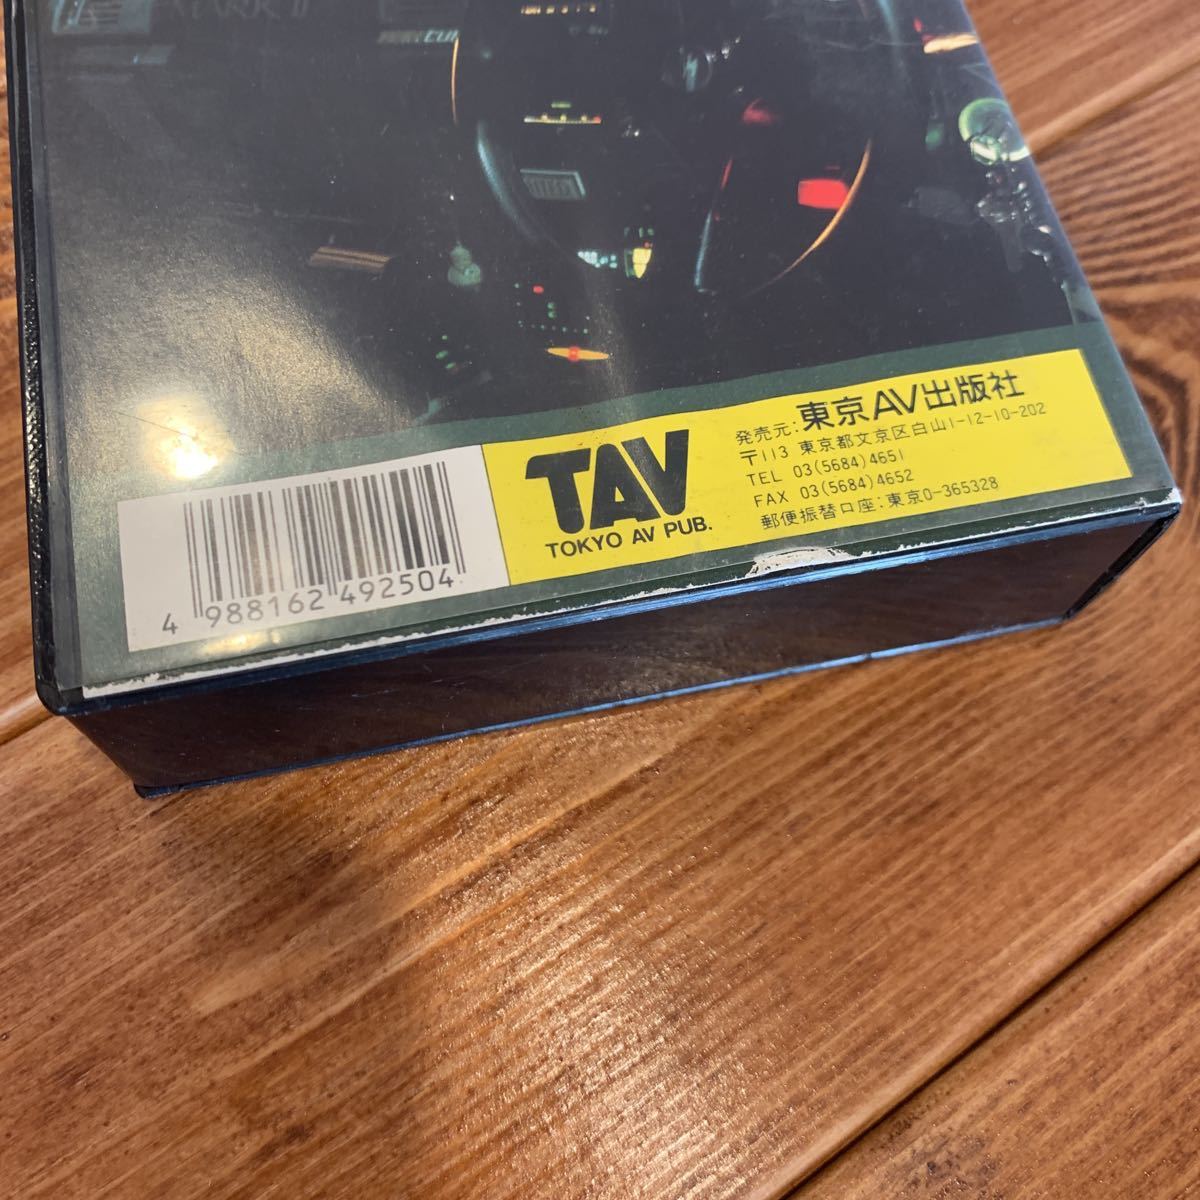 MARK II
TAV
TOKYO AV PUB.
発売元:東京AV出版社
〒113 東京都文京区白山1-12-10-202
TEL 03(5684)4651
FAX 03(5684)4652
郵便振替口座:東京0-365328
4 988162 492504